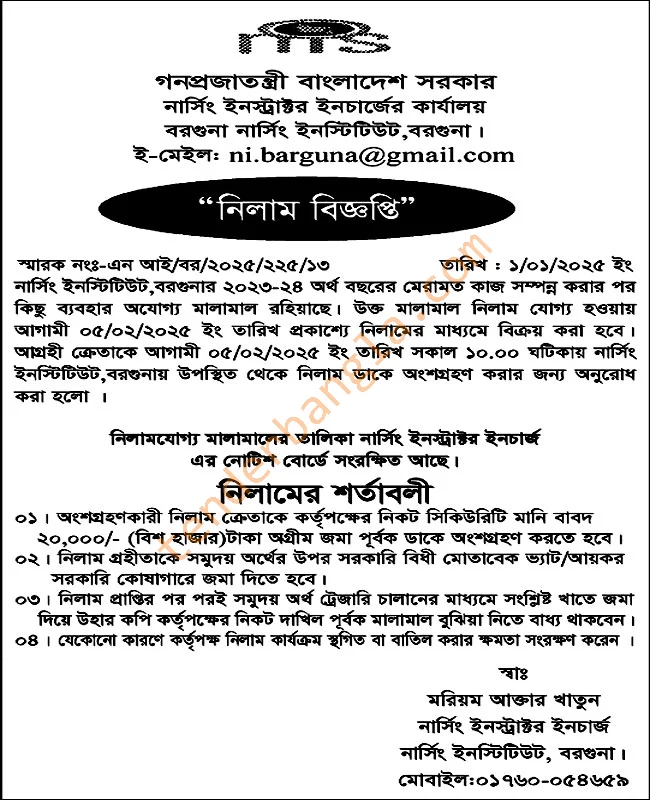 গনপ্রজাতন্ত্রী বাংলাদেশ সরকার
নার্সিং ইনস্ট্রাক্টর ইনচার্জের কার্যালয়
বরগুনা নার্সিং ইনস্টিটিউট,বরগুনা।
ই-মেইল: ni.barguna@gmail.com
“নিলাম বিজ্ঞপ্তি”
স্মারক নংঃ-এন আই/বর/২০২৫/২২৫/১৩ তারিখ : ১/০১/২০২৫ ইং
নার্সিং ইনস্টিটিউট,বরগুনার ২০২৩-২৪ অর্থ বছরের মেরামত কাজ সম্পন্ন করার পর
কিছু ব্যবহার অযোগ্য মালামাল রহিয়াছে। উক্ত মালামাল নিলাম যোগ্য হওয়ায়
আগামী ০৫/০২/২০২৫ ইং তারিখ প্রকাশ্যে নিলামের মাধ্যমে বিক্রয় করা হবে।
আগ্রহী ক্রেতাকে আগামী ০৫/০২/২০২৫ ইং তারিখ সকাল ১০.০০ ঘটিকায় নার্সিং
ইনস্টিটিউট,বরগুনায় উপস্থিত থেকে নিলাম ডাকে অংশগ্রহণ করার জন্য অনুরোধ
করা হলো ।
নিলামযোগ্য মালামালের তালিকা নার্সিং ইনস্ট্রাক্টর ইনচার্জ
এর নোটিশ বোর্ডে সংরক্ষিত আছে।
নিলামের শর্তাবলী
০১। অংশগ্রহণকারী নিলাম ক্রেতাকে কর্তৃপক্ষের নিকট সিকিউরিটি মানি বাবদ
২০,০০০/- (বিশ হাজার)টাকা অগ্রীম জমা পূর্বক ডাকে অংশগ্রহণ করতে হবে।
০২। নিলাম গ্রহীতাকে সমুদয় অর্থের উপর সরকারি বিধী মোতাবেক ভ্যাট/আয়কর
সরকারি কোষাগারে জমা দিতে হবে।
০৩। নিলাম প্রাপ্তির পর পরই সমুদয় অর্থ ট্রেজারি চালানের মাধ্যমে সংশ্লিষ্ট খাতে জমা
দিয়ে উহার কপি কর্তৃপক্ষের নিকট দাখিল পূর্বক মালামাল বুঝিয়া নিতে বাধ্য থাকবেন।
০৪। যেকোনো কারণে কর্তৃপক্ষ নিলাম কার্যক্রম স্থগিত বা বাতিল করার ক্ষমতা সংরক্ষণ করেন ।
স্বাঃ
মরিয়ম আক্তার খাতুন
নার্সিং ইনস্ট্রাক্টর ইনচার্জ
নার্সিং ইনস্টিটিউট, বরগুনা।
মোবাইল:০১৭৬০-০৫৪৬৫৯
tenderbangla.com